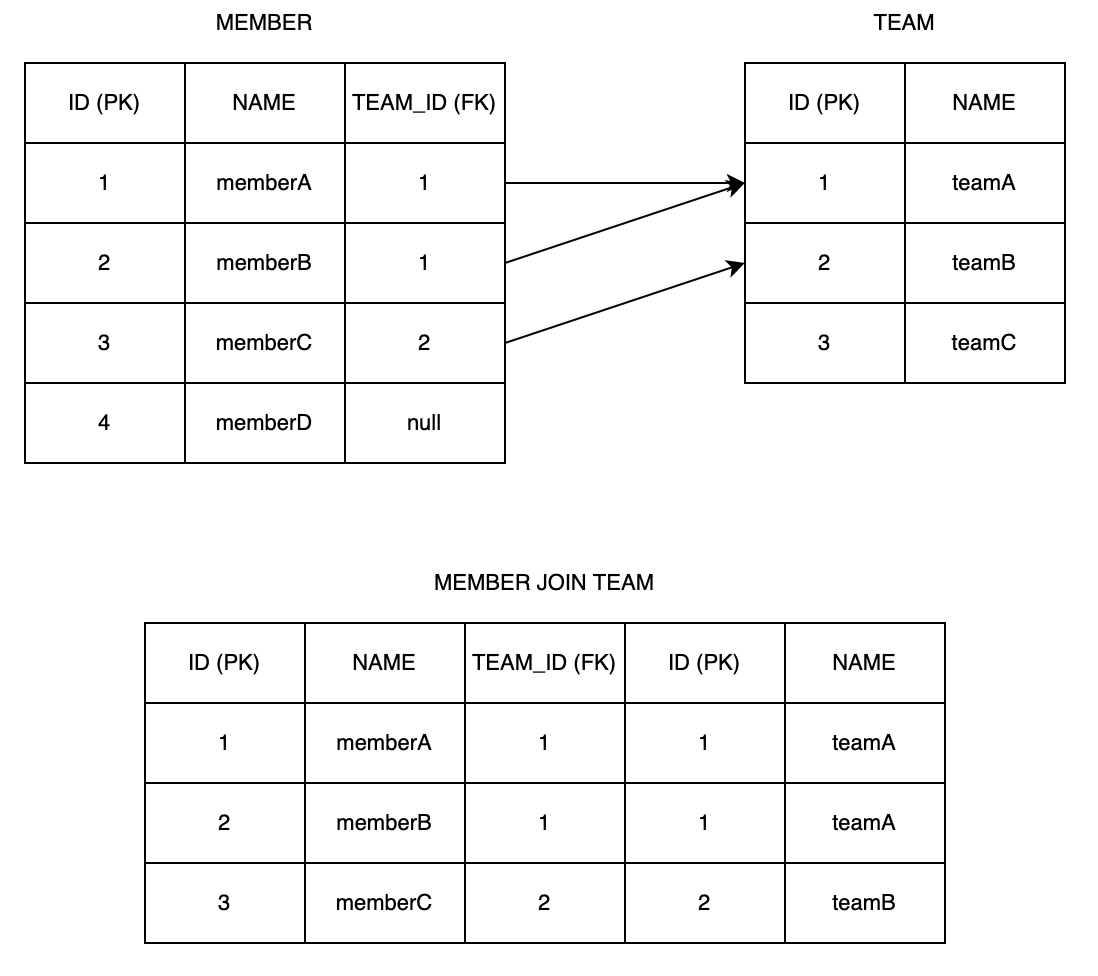 MEMBER
ID (PK) NAME TEAM_ID (FK)
1 memberA 1
2 memberB 1
3 memberC 2
4 memberD null
TEAM
ID (PK) NAME
1 teamA
2 teamB
3 teamC
MEMBER JOIN TEAM
ID (PK) NAME TEAM_ID (FK) ID (PK) NAME
1 memberA 1 1 teamA
2 memberB 1 1 teamA
3 memberC 2 2 teamB